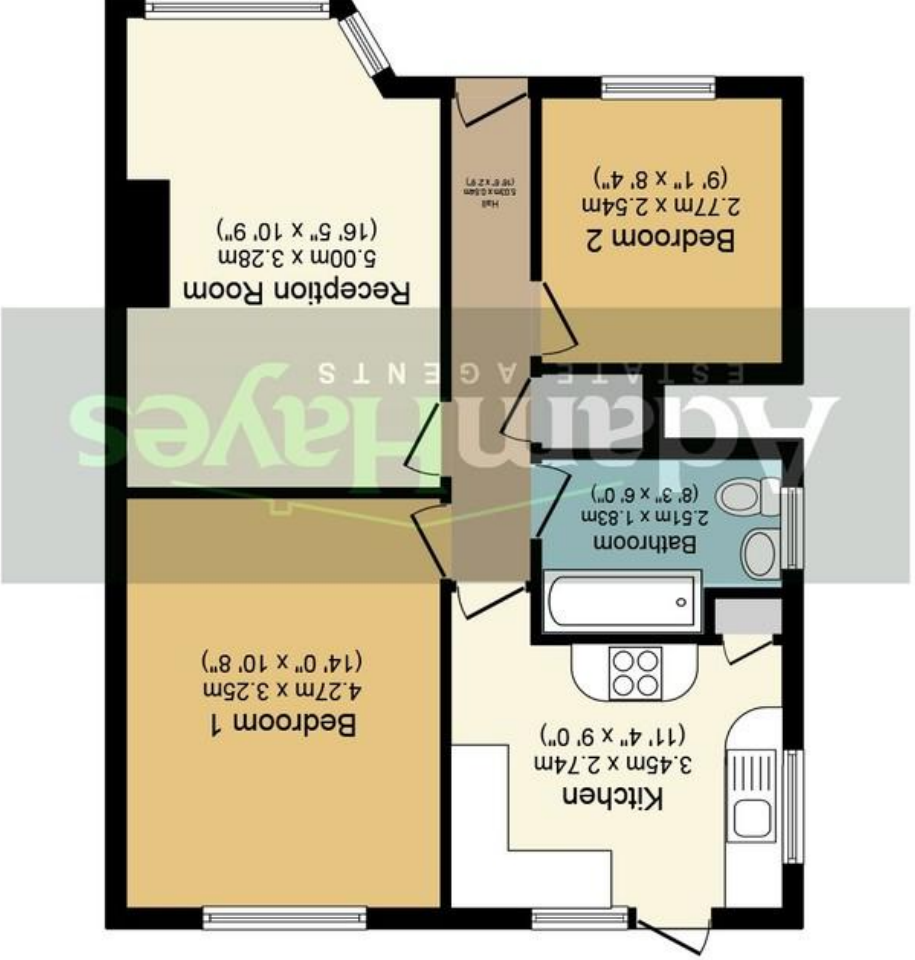 Kitchen
3.45m x 2.74m
(11' 4" x 9' 0")
Bedroom 1
4.27m x 3.25m
(14' 0" x 10' 8")
Bathroom
2.51m x 1.83m
(8' 3" x 6' 0")
AdamHayes
ESTATE AGENTS
Reception Room
5.00m x 3.28m
(16' 5" x 10' 9")
Bedroom 2
2.77m x 2.54m
(9' 1" x 8' 4")
Hall